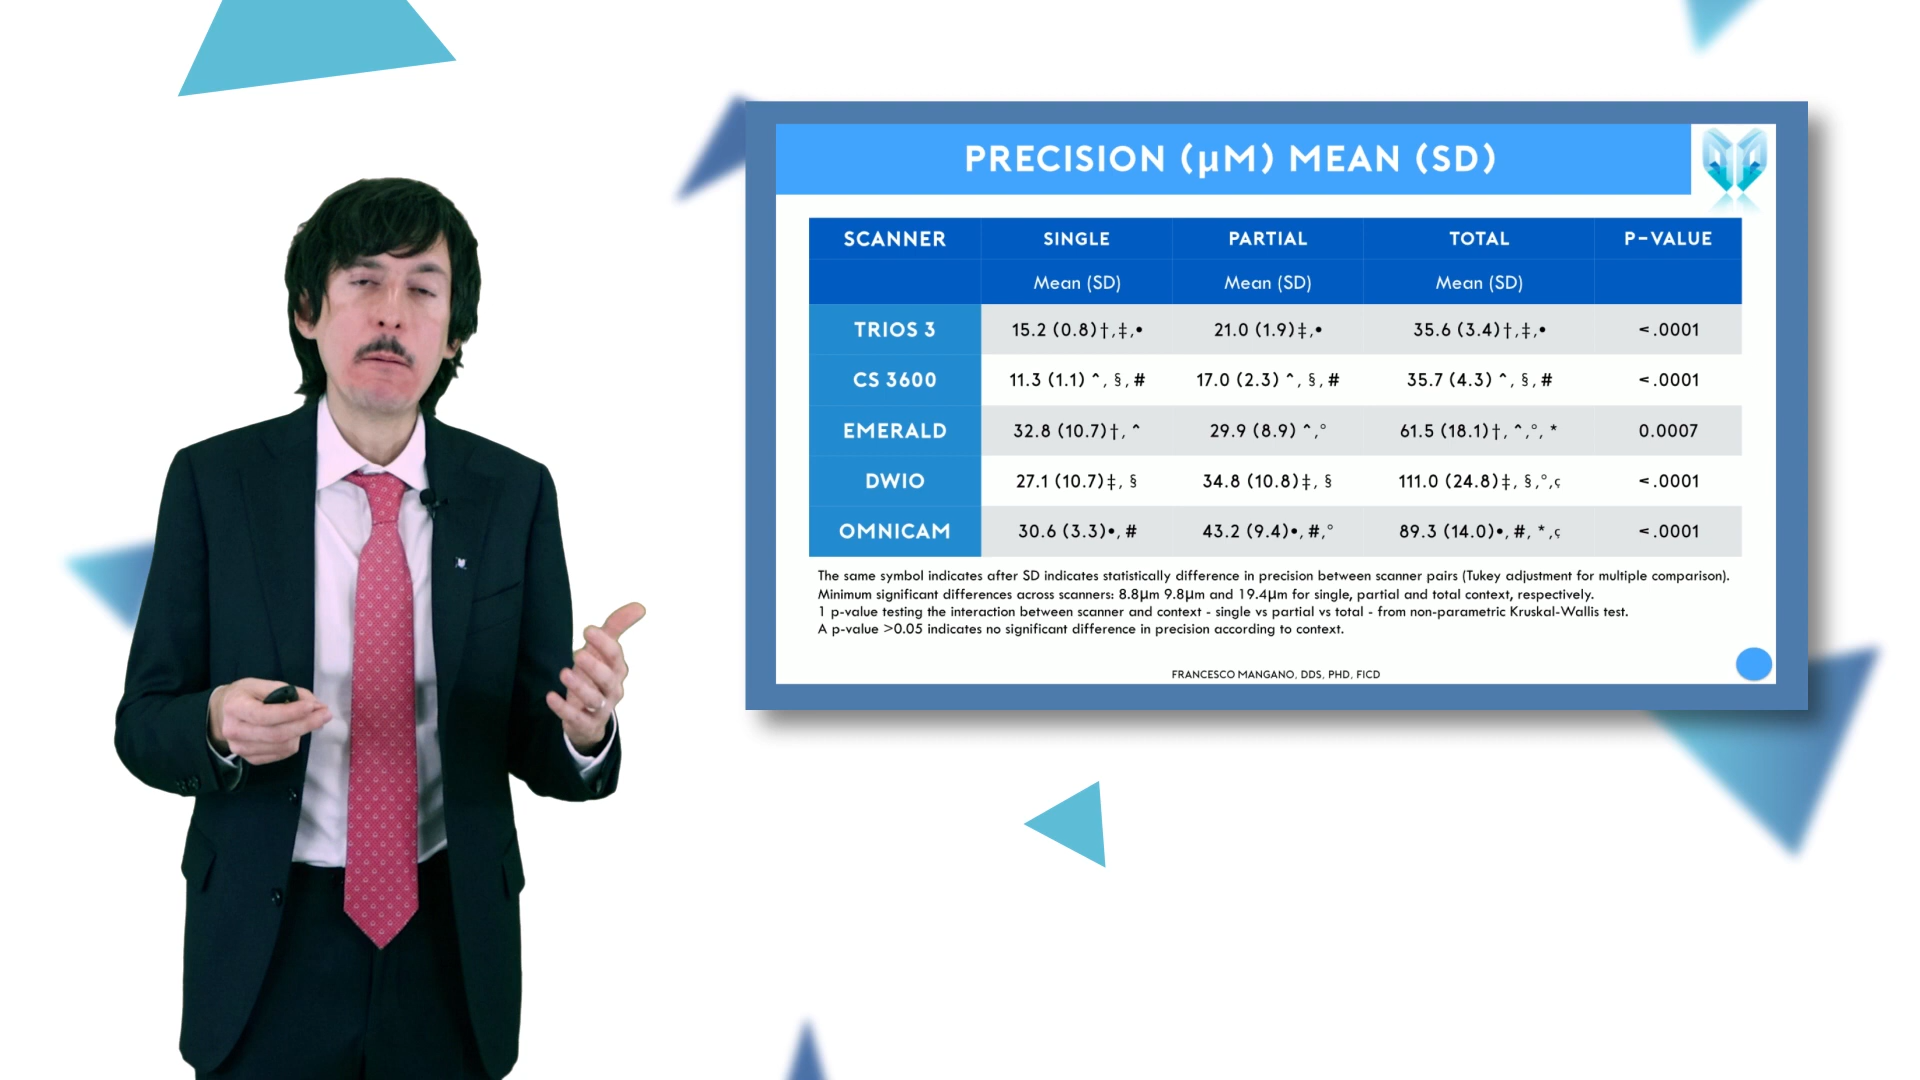 PRECISION (µM) MEAN (SD)
SCANNER SINGLE PARTIAL TOTAL P-VALUE
Mean (SD) Mean (SD) Mean (SD)
TRIOS 3 15.2 (0.8)†,‡,• 21.0 (1.9)‡,• 35.6 (3.4)†,‡,• <.0001
CS 3600 11.3 (1.1) ^, §, # 17.0 (2.3) ^, §, # 35.7 (4.3) ^, §, # <.0001
EMERALD 32.8 (10.7)†, ^ 29.9 (8.9) ^,° 61.5 (18.1)†, ^,°, * 0.0007
DWIO 27.1 (10.7)‡, § 34.8 (10.8)‡, § 111.0 (24.8)‡, §,°,ç <.0001
OMNICAM 30.6 (3.3)•, # 43.2 (9.4)•, #,° 89.3 (14.0)•, #, *,ç <.0001
The same symbol indicates after SD indicates statistically difference in precision between scanner pairs (Tukey adjustment for multiple comparison).
Minimum significant differences across scanners: 8.8µm 9.8µm and 19.4µm for single, partial and total context, respectively.
1 p-value testing the interaction between scanner and context - single vs partial vs total - from non-parametric Kruskal-Wallis test.
A p-value >0.05 indicates no significant difference in precision according to context.
FRANCESCO MANGANO, DDS, PHD, FICD